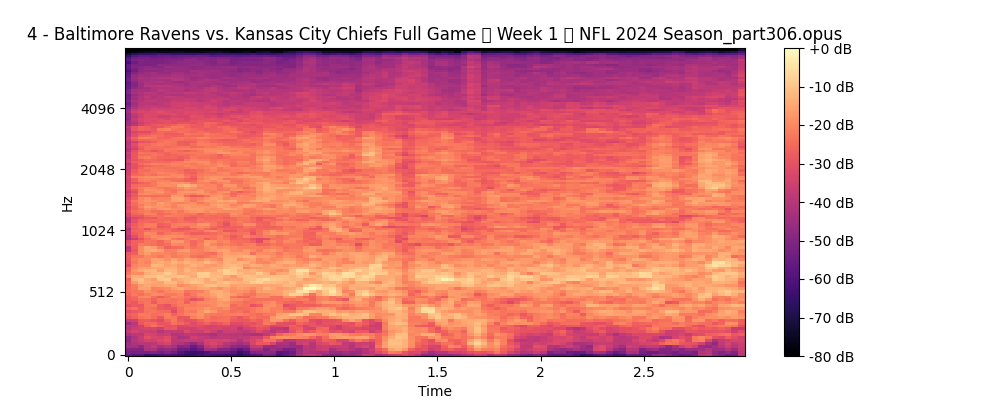 4 - Baltimore Ravens vs. Kansas City Chiefs Full Game ▯ Week 1 ▯ NFL 2024 Season_part306.opus
+0 dB
-10 dB
-20 dB
-30 dB
-40 dB
-50 dB
-60 dB
-70 dB
-80 dB
Hz
4096
2048
1024
512
0
0
0.5
1
1.5
2
2.5
Time